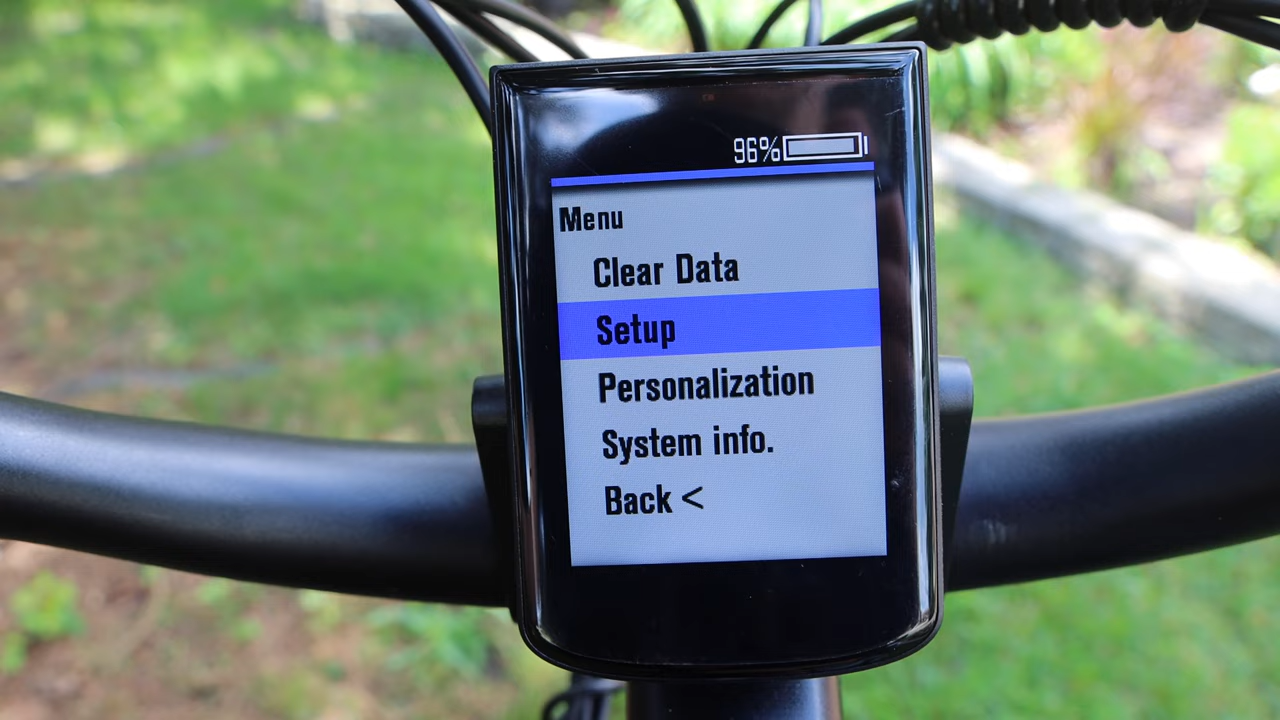 96%
Menu
Clear Data
Setup
Personalization
System info.
Back <